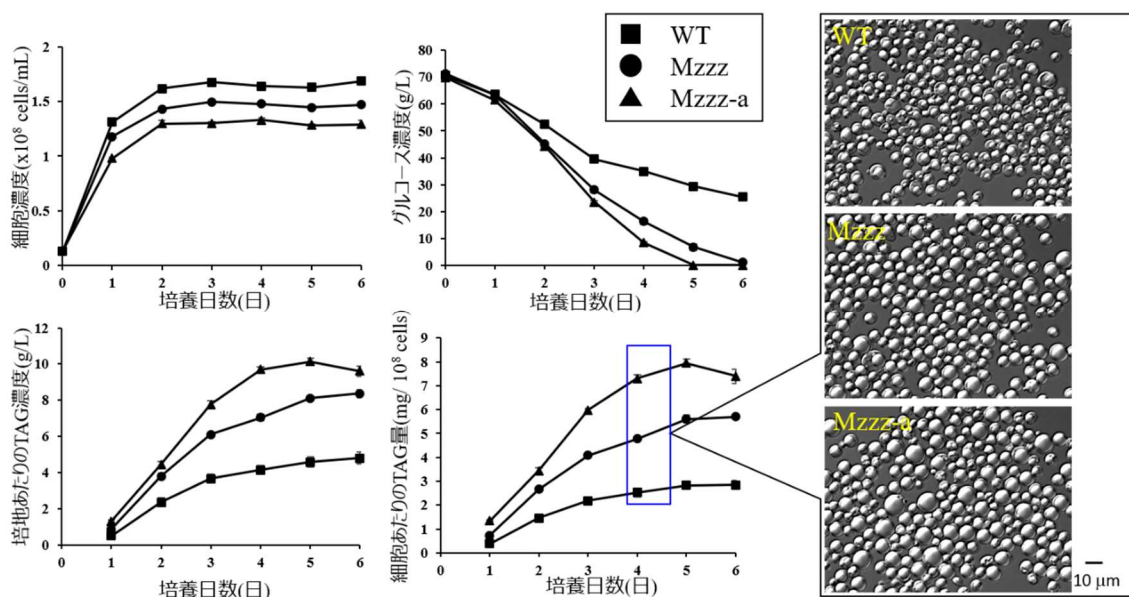 細胞濃度(x10⁸ cells/mL)
2
1.5
1
0.5
0
0 1 2 3 4 5 6
培養日数(日)
グルコース濃度(g/L)
80
70
60
50
40
30
20
10
0
0 1 2 3 4 5 6
培養日数(日)
WT
Mzzz
Mzzz-a
培地あたりのTAG濃度(g/L)
12
10
8
6
4
2
0
0 1 2 3 4 5 6
培養日数(日)
細胞あたりのTAG量(mg/ 10⁸ cells)
9
8
7
6
5
4
3
2
1
0
0 1 2 3 4 5 6
培養日数(日)
WT
Mzzz
Mzzz-a
10 μm